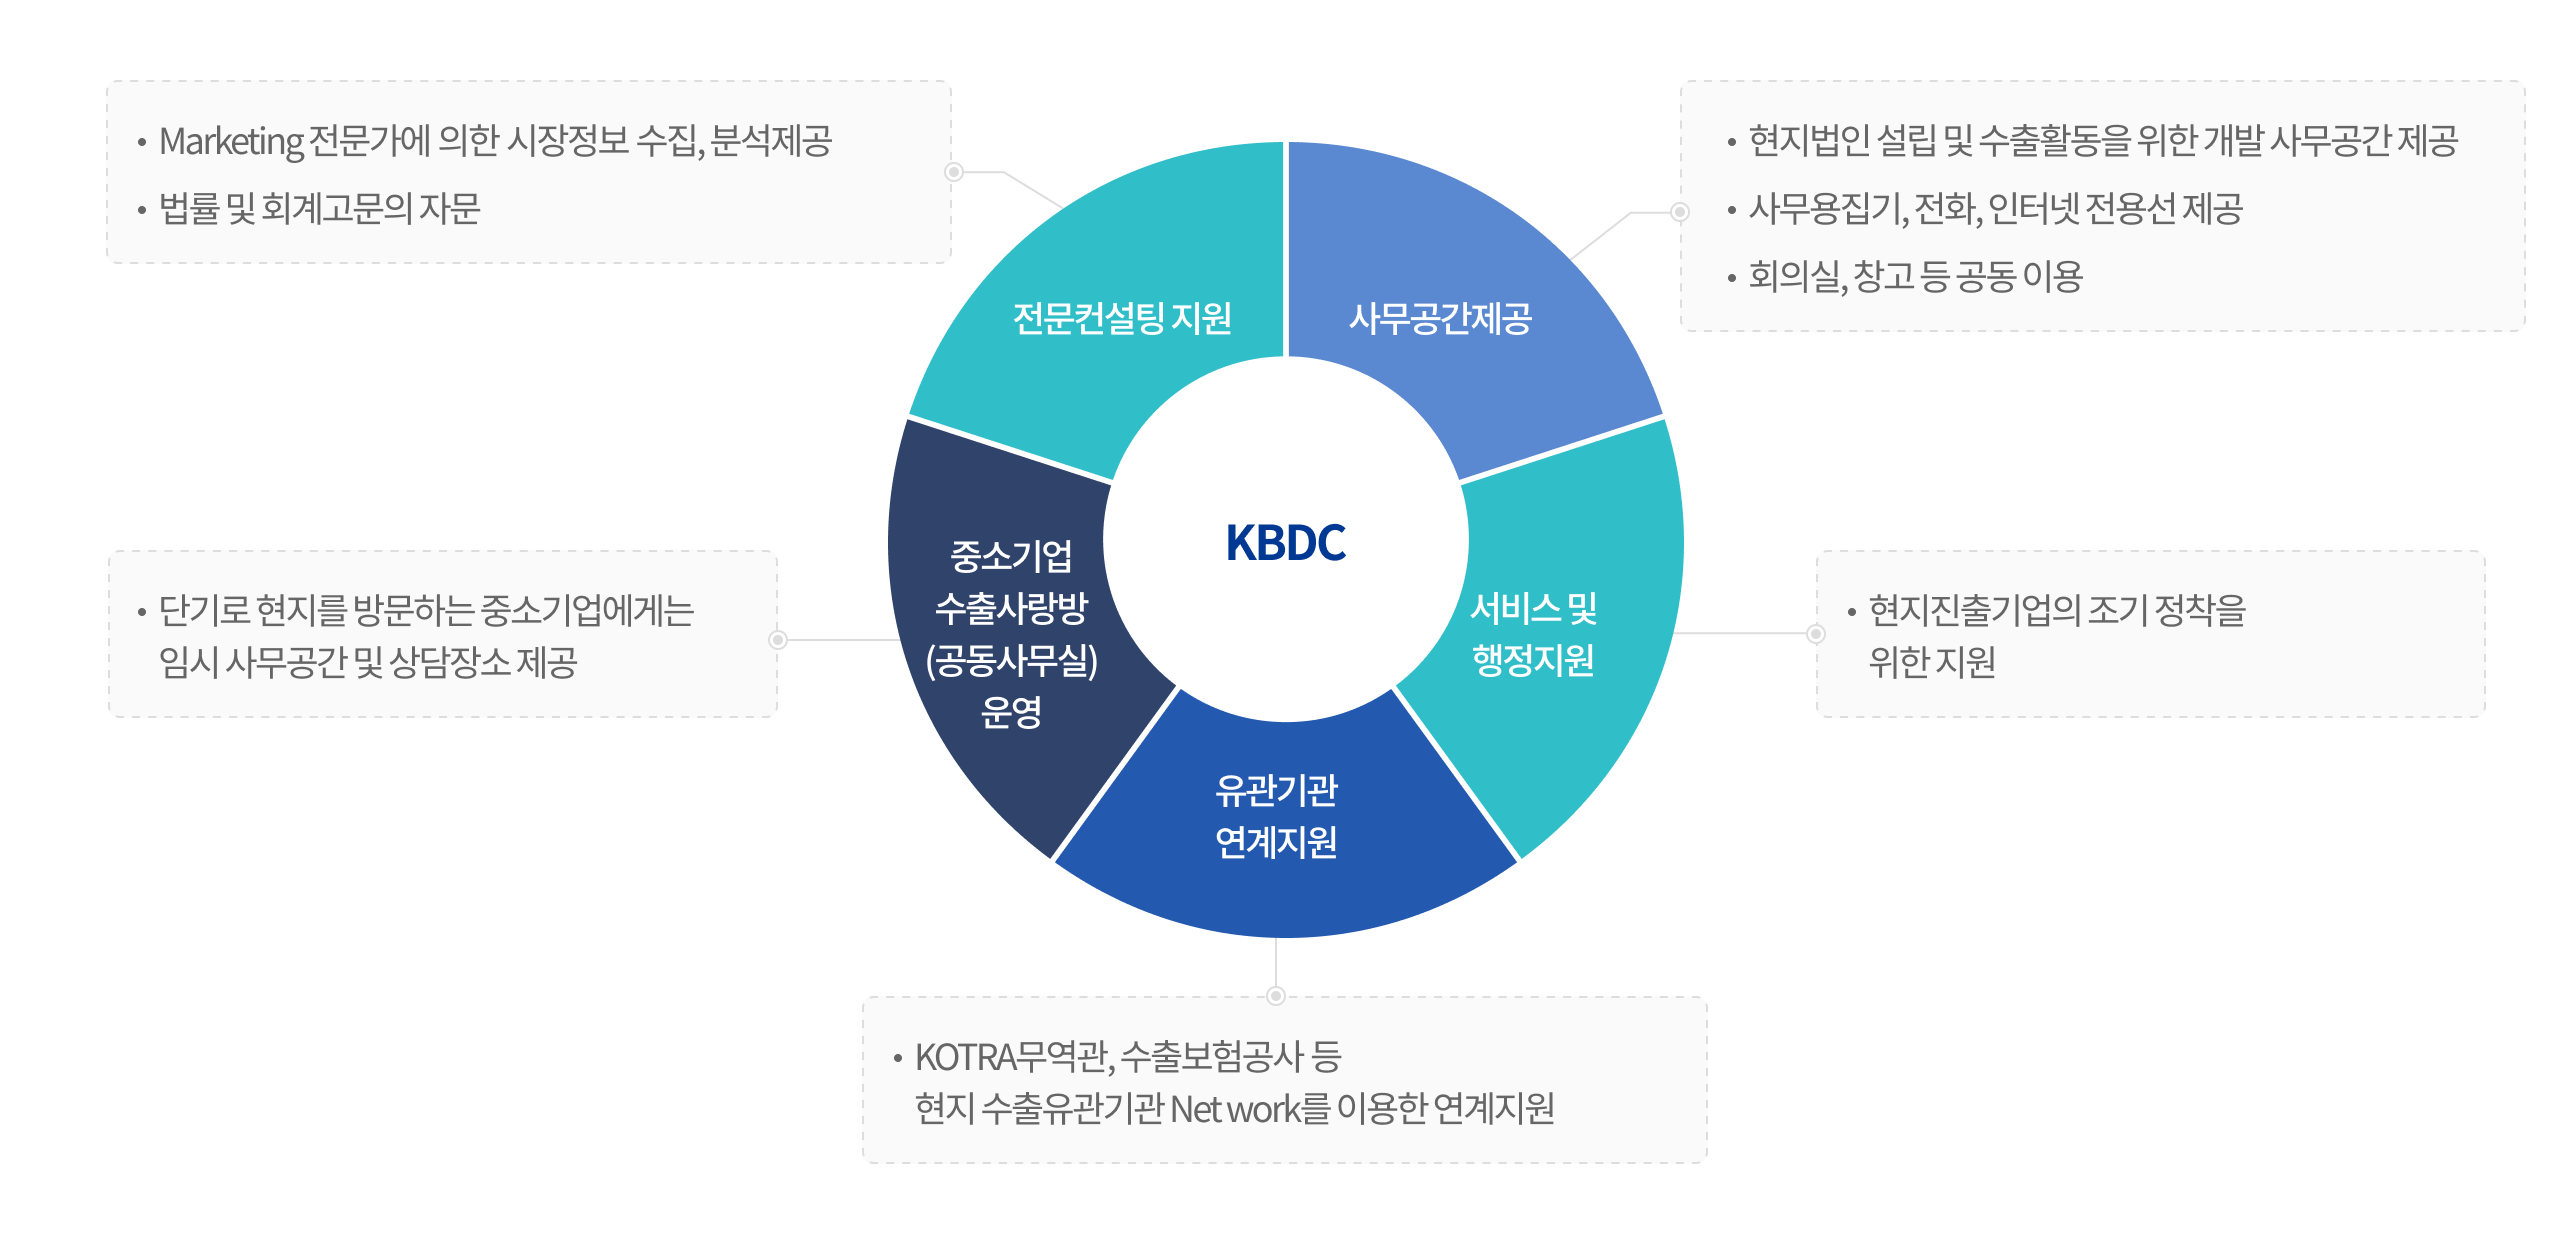 • Marketing 전문가에 의한 시장정보 수집, 분석제공
• 법률 및 회계고문의 자문
• 현지법인 설립 및 수출활동을 위한 개발 사무공간 제공
• 사무용집기, 전화, 인터넷 전용선 제공
• 회의실, 창고 등 공동 이용
전문컨설팅 지원
사무공간제공
KBDC
중소기업
수출사랑방
(공동사무실)
운영
서비스 및
행정지원
유관기관
연계지원
• 단기로 현지를 방문하는 중소기업에게는
임시 사무공간 및 상담장소 제공
• 현지진출기업의 조기 정착을
위한 지원
• KOTRA무역관, 수출보험공사 등
현지 수출유관기관 Net work를 이용한 연계지원